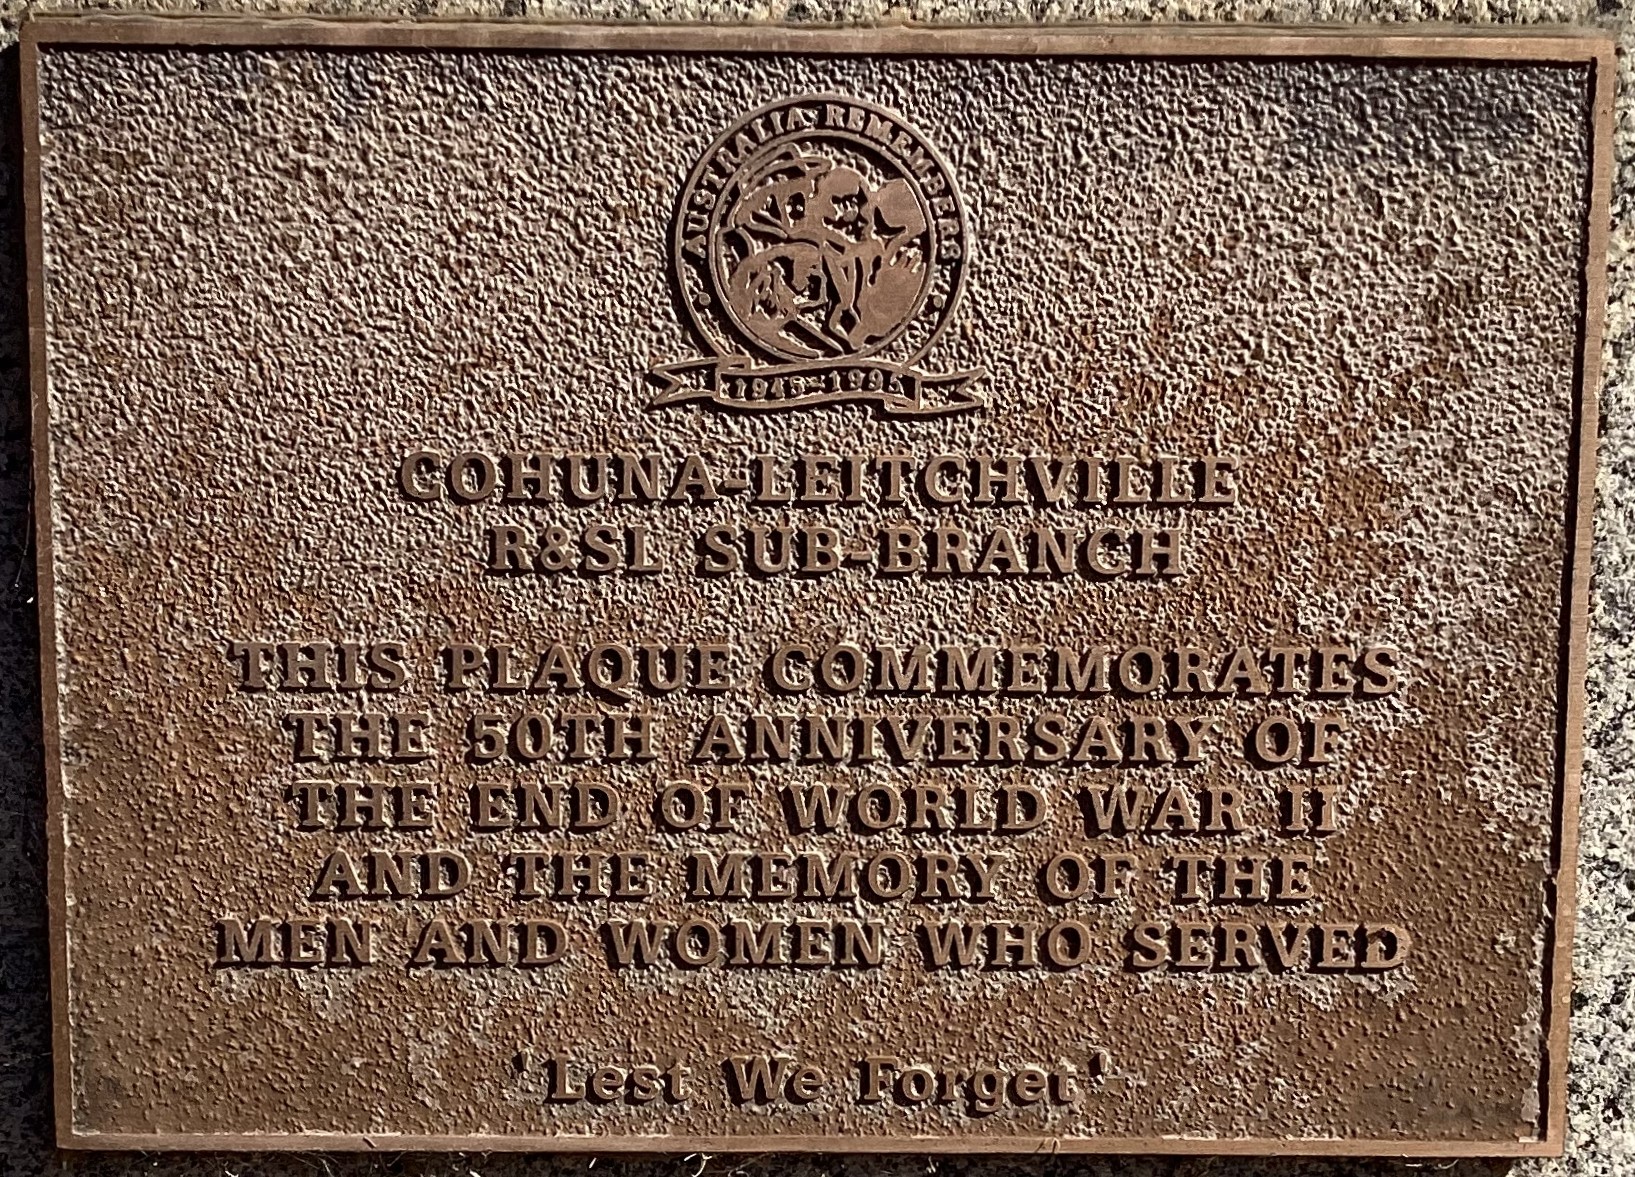 AUSTRALIA REMEMBERS
1945-1995
COHUNA-LEITCHVILLE
R&SL SUB-BRANCH
THIS PLAQUE COMMEMORATES
THE 50TH ANNIVERSARY OF
THE END OF WORLD WAR II
AND THE MEMORY OF THE
MEN AND WOMEN WHO SERVED
'Lest We Forget'